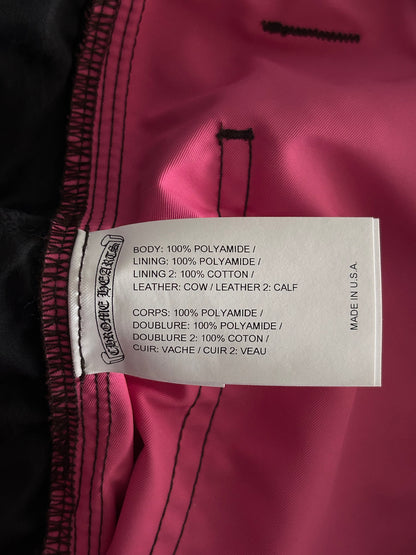 CHROME HEARTS
BODY: 100% POLYAMIDE /
LINING: 100% POLYAMIDE /
LINING 2: 100% COTTON /
LEATHER: COW / LEATHER 2: CALF
CORPS: 100% POLYAMIDE /
DOUBLURE: 100% POLYAMIDE /
DOUBLURE 2: 100% COTON /
CUIR: VACHE / CUIR 2: VEAU
MADE IN U.S.A.